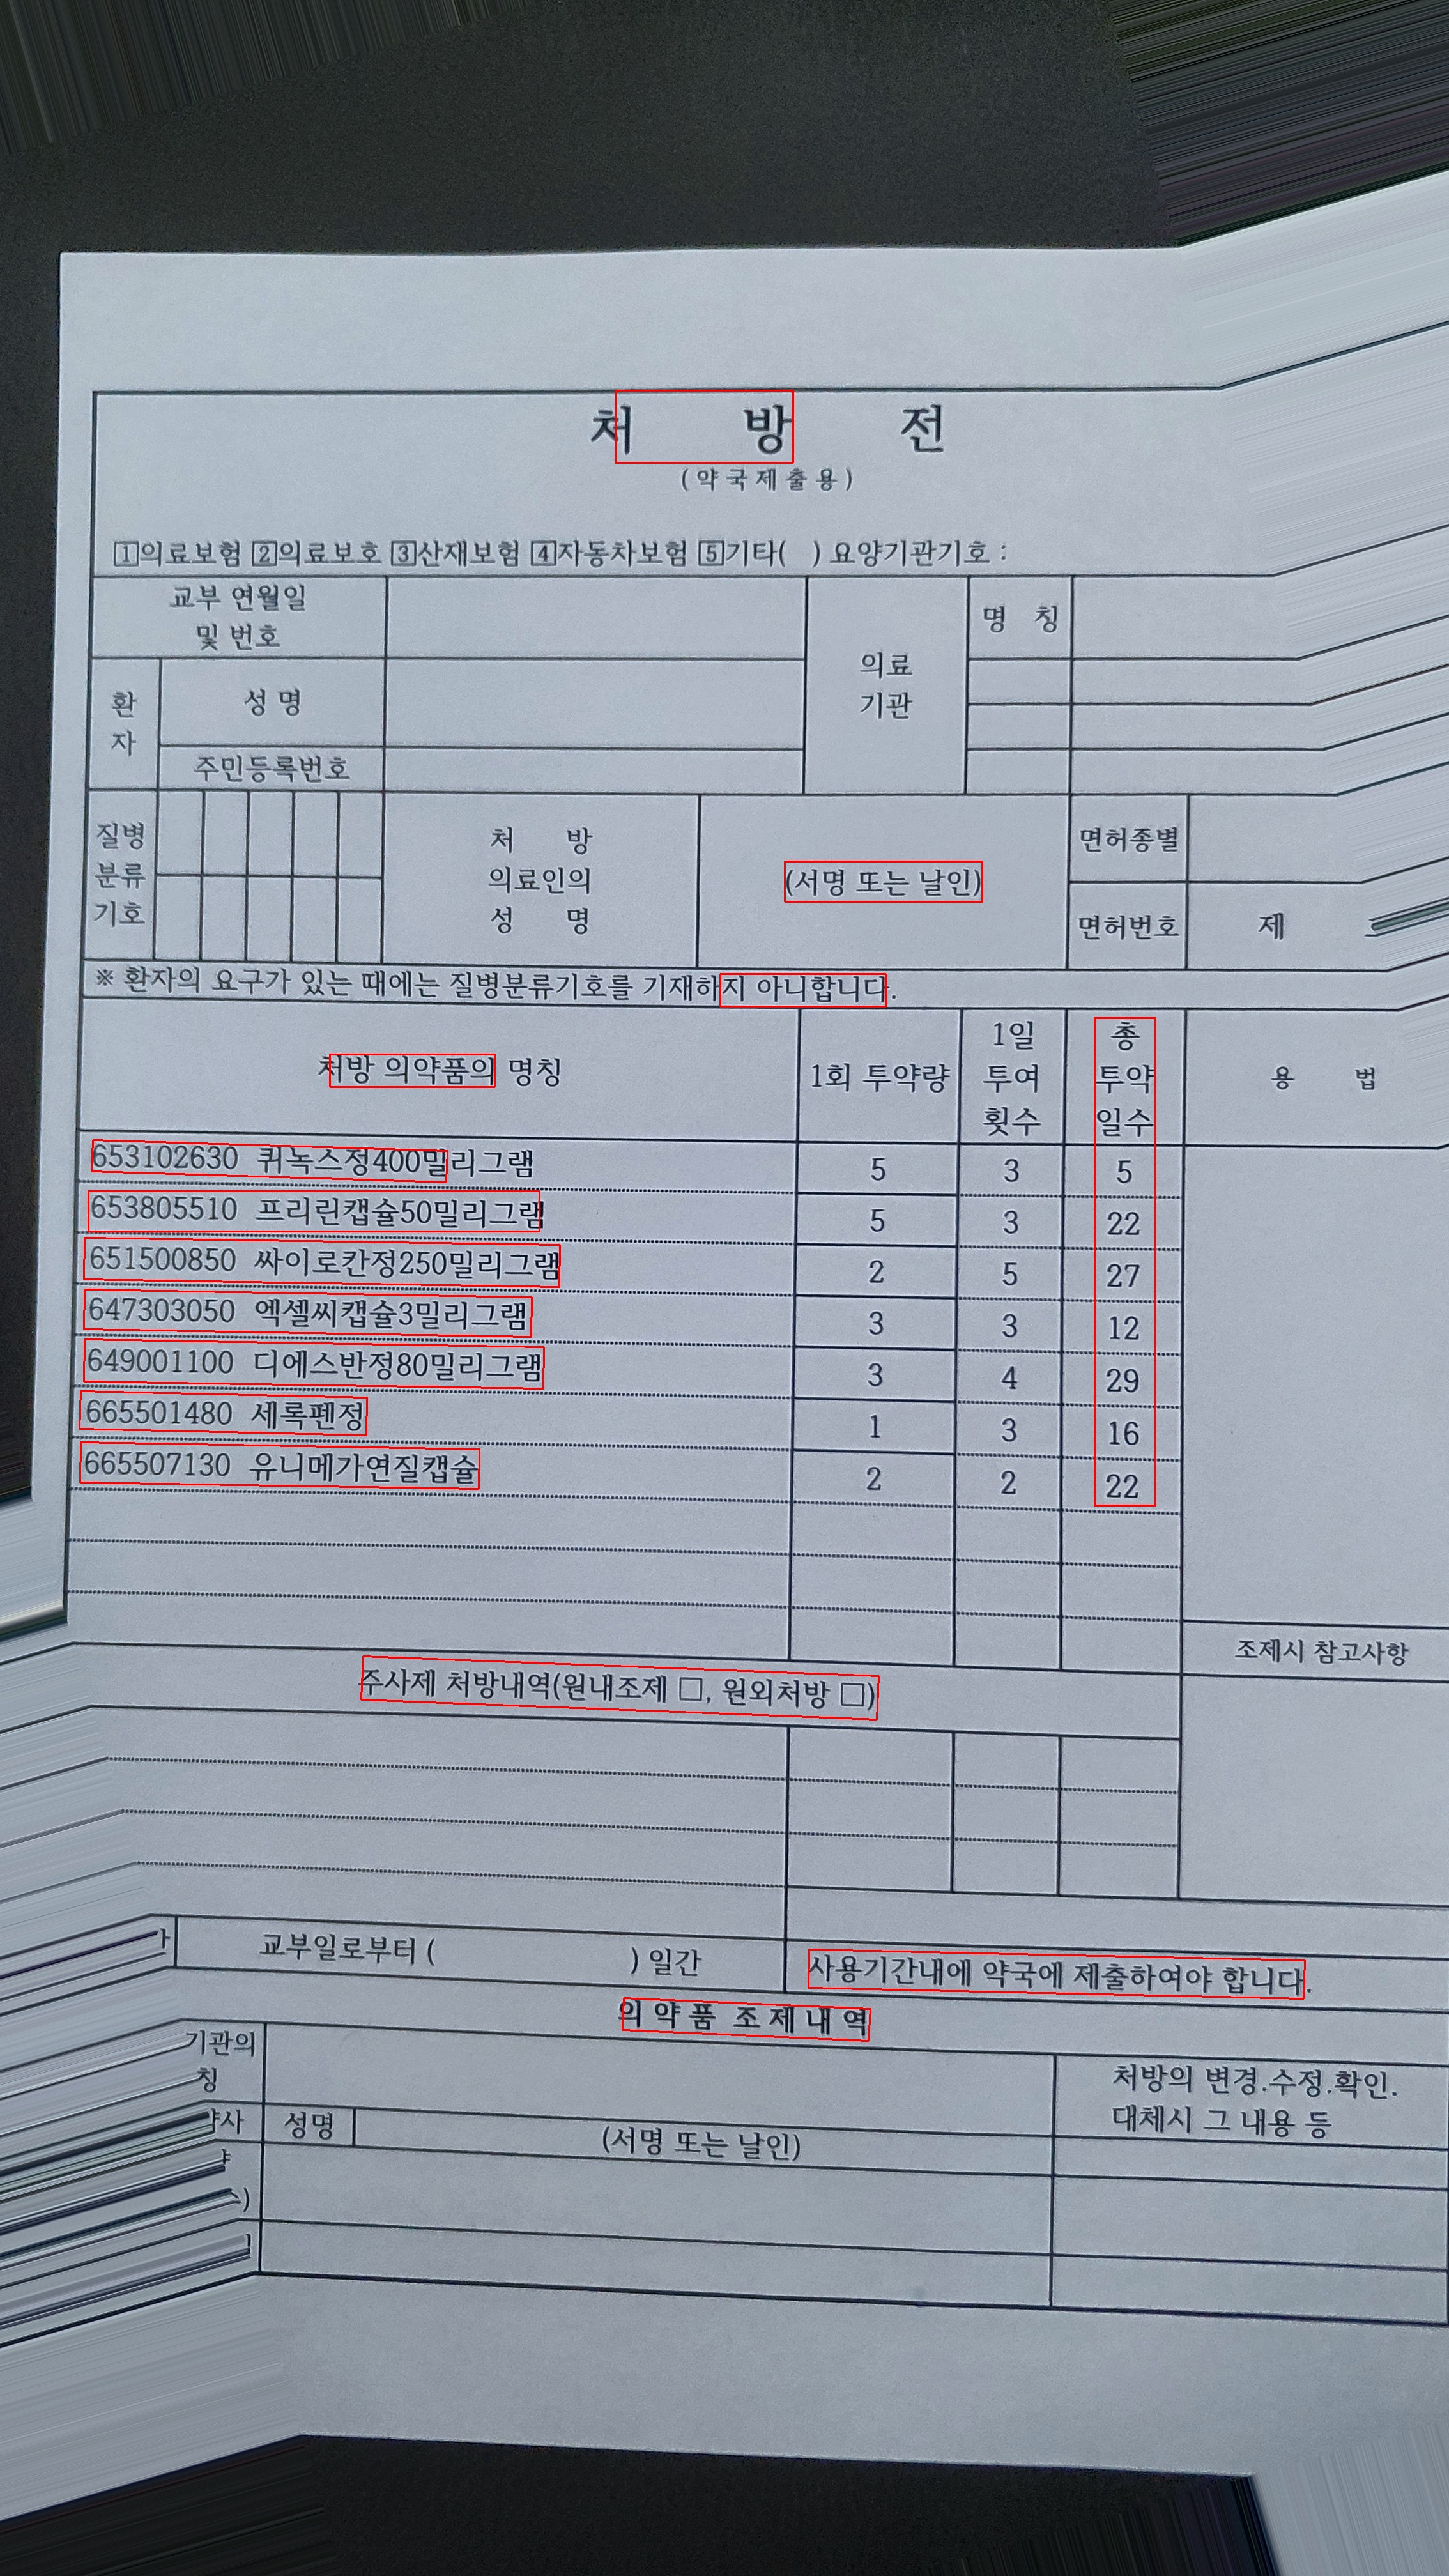 처 방 전
(약국제출용)
1의료보험 2의료보호 3산재보험 4자동차보험 5기타( ) 요양기관기호 :
교부 연월일
및 번호
의료
기관
명 칭
환
자
성 명
주민등록번호
질병
분류
기호
처 방
의료인의
성 명
(서명 또는 날인)
면허종별
면허번호
제
※ 환자의 요구가 있는 때에는 질병분류기호를 기재하지 아니합니다.
처방 의약품의 명칭
1회 투약량
1일
투여
횟수
총
투약
일수
용 법
653102630 퀴녹스정400밀리그램 5 3 5
653805510 프리린캡슐50밀리그램 5 3 22
651500850 싸이로칸정250밀리그램 2 5 27
647303050 엑셀씨캡슐3밀리그램 3 3 12
649001100 디에스반정80밀리그램 3 4 29
665501480 세록펜정 1 3 16
665507130 유니메가연질캡슐 2 2 22
조제시 참고사항
주사제 처방내역(원내조제 □, 원외처방 □)
교부일로부터 ( ) 일간
사용기간내에 약국에 제출하여야 합니다.
의 약 품 조 제 내 역
기관의
칭
처방의 변경.수정.확인.
대체시 그 내용 등
성명
(서명 또는 날인)